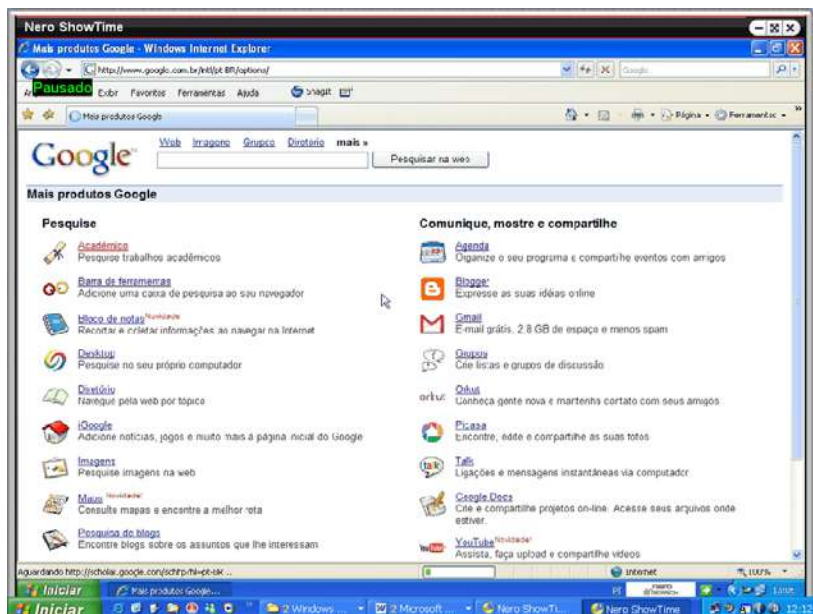 Nero ShowTime
Mais produtos Google - Windows Internet Explorer
http://www.google.com.br/intl/pt-BR/options/
Google
Pausado Exbr Favoritos Ferramentas Ajuda SnagIt
Mais produtos Google
Página Ferramentas
Google
Web Imagens Grupos Diretório mais »
Pesquisar na web
Mais produtos Google
Pesquise
Acadêmico
Pesquise trabalhos acadêmicos
Barra de ferramentas
Adicione uma caixa de pesquisa ao seu navegador
Bloco de notas Novidade!
Recortar e coletar informações ao navegar na Internet
Desktop
Pesquise no seu próprio computador
Diretório
Navegue pela web por tópico
iGoogle
Adicione notícias, jogos e muito mais à página inicial do Google
Imagens
Pesquise imagens na web
Maps Novidade!
Consulte mapas e encontre a melhor rota
Pesquisa de blogs
Encontre blogs sobre os assuntos que lhe interessam
Comunique, mostre e compartilhe
Agenda
Organize o seu programa e compartilhe eventos com amigos
Blogger
Expresse as suas idéias online
Gmail
E-mail grátis, 2.8 GB de espaço e menos spam
Grupos
Crie listas e grupos de discussão
orkut
Orkut
Conheça gente nova e mantenha contato com seus amigos
Picasa
Encontre, edite e compartilhe as suas fotos
talk
Talk
Ligações e mensagens instantâneas via computador
Google Docs
Crie e compartilhe projetos on-line. Acesse seus arquivos onde
estiver.
YouTube Novidade!
Assista, faça upload e compartilhe vídeos
Internet
100%
Iniciar Mais produtos Google...
PT
Iniciar 2 Windows ... 2 Microsoft ... Nero ShowTi... Nero ShowTime 12:12